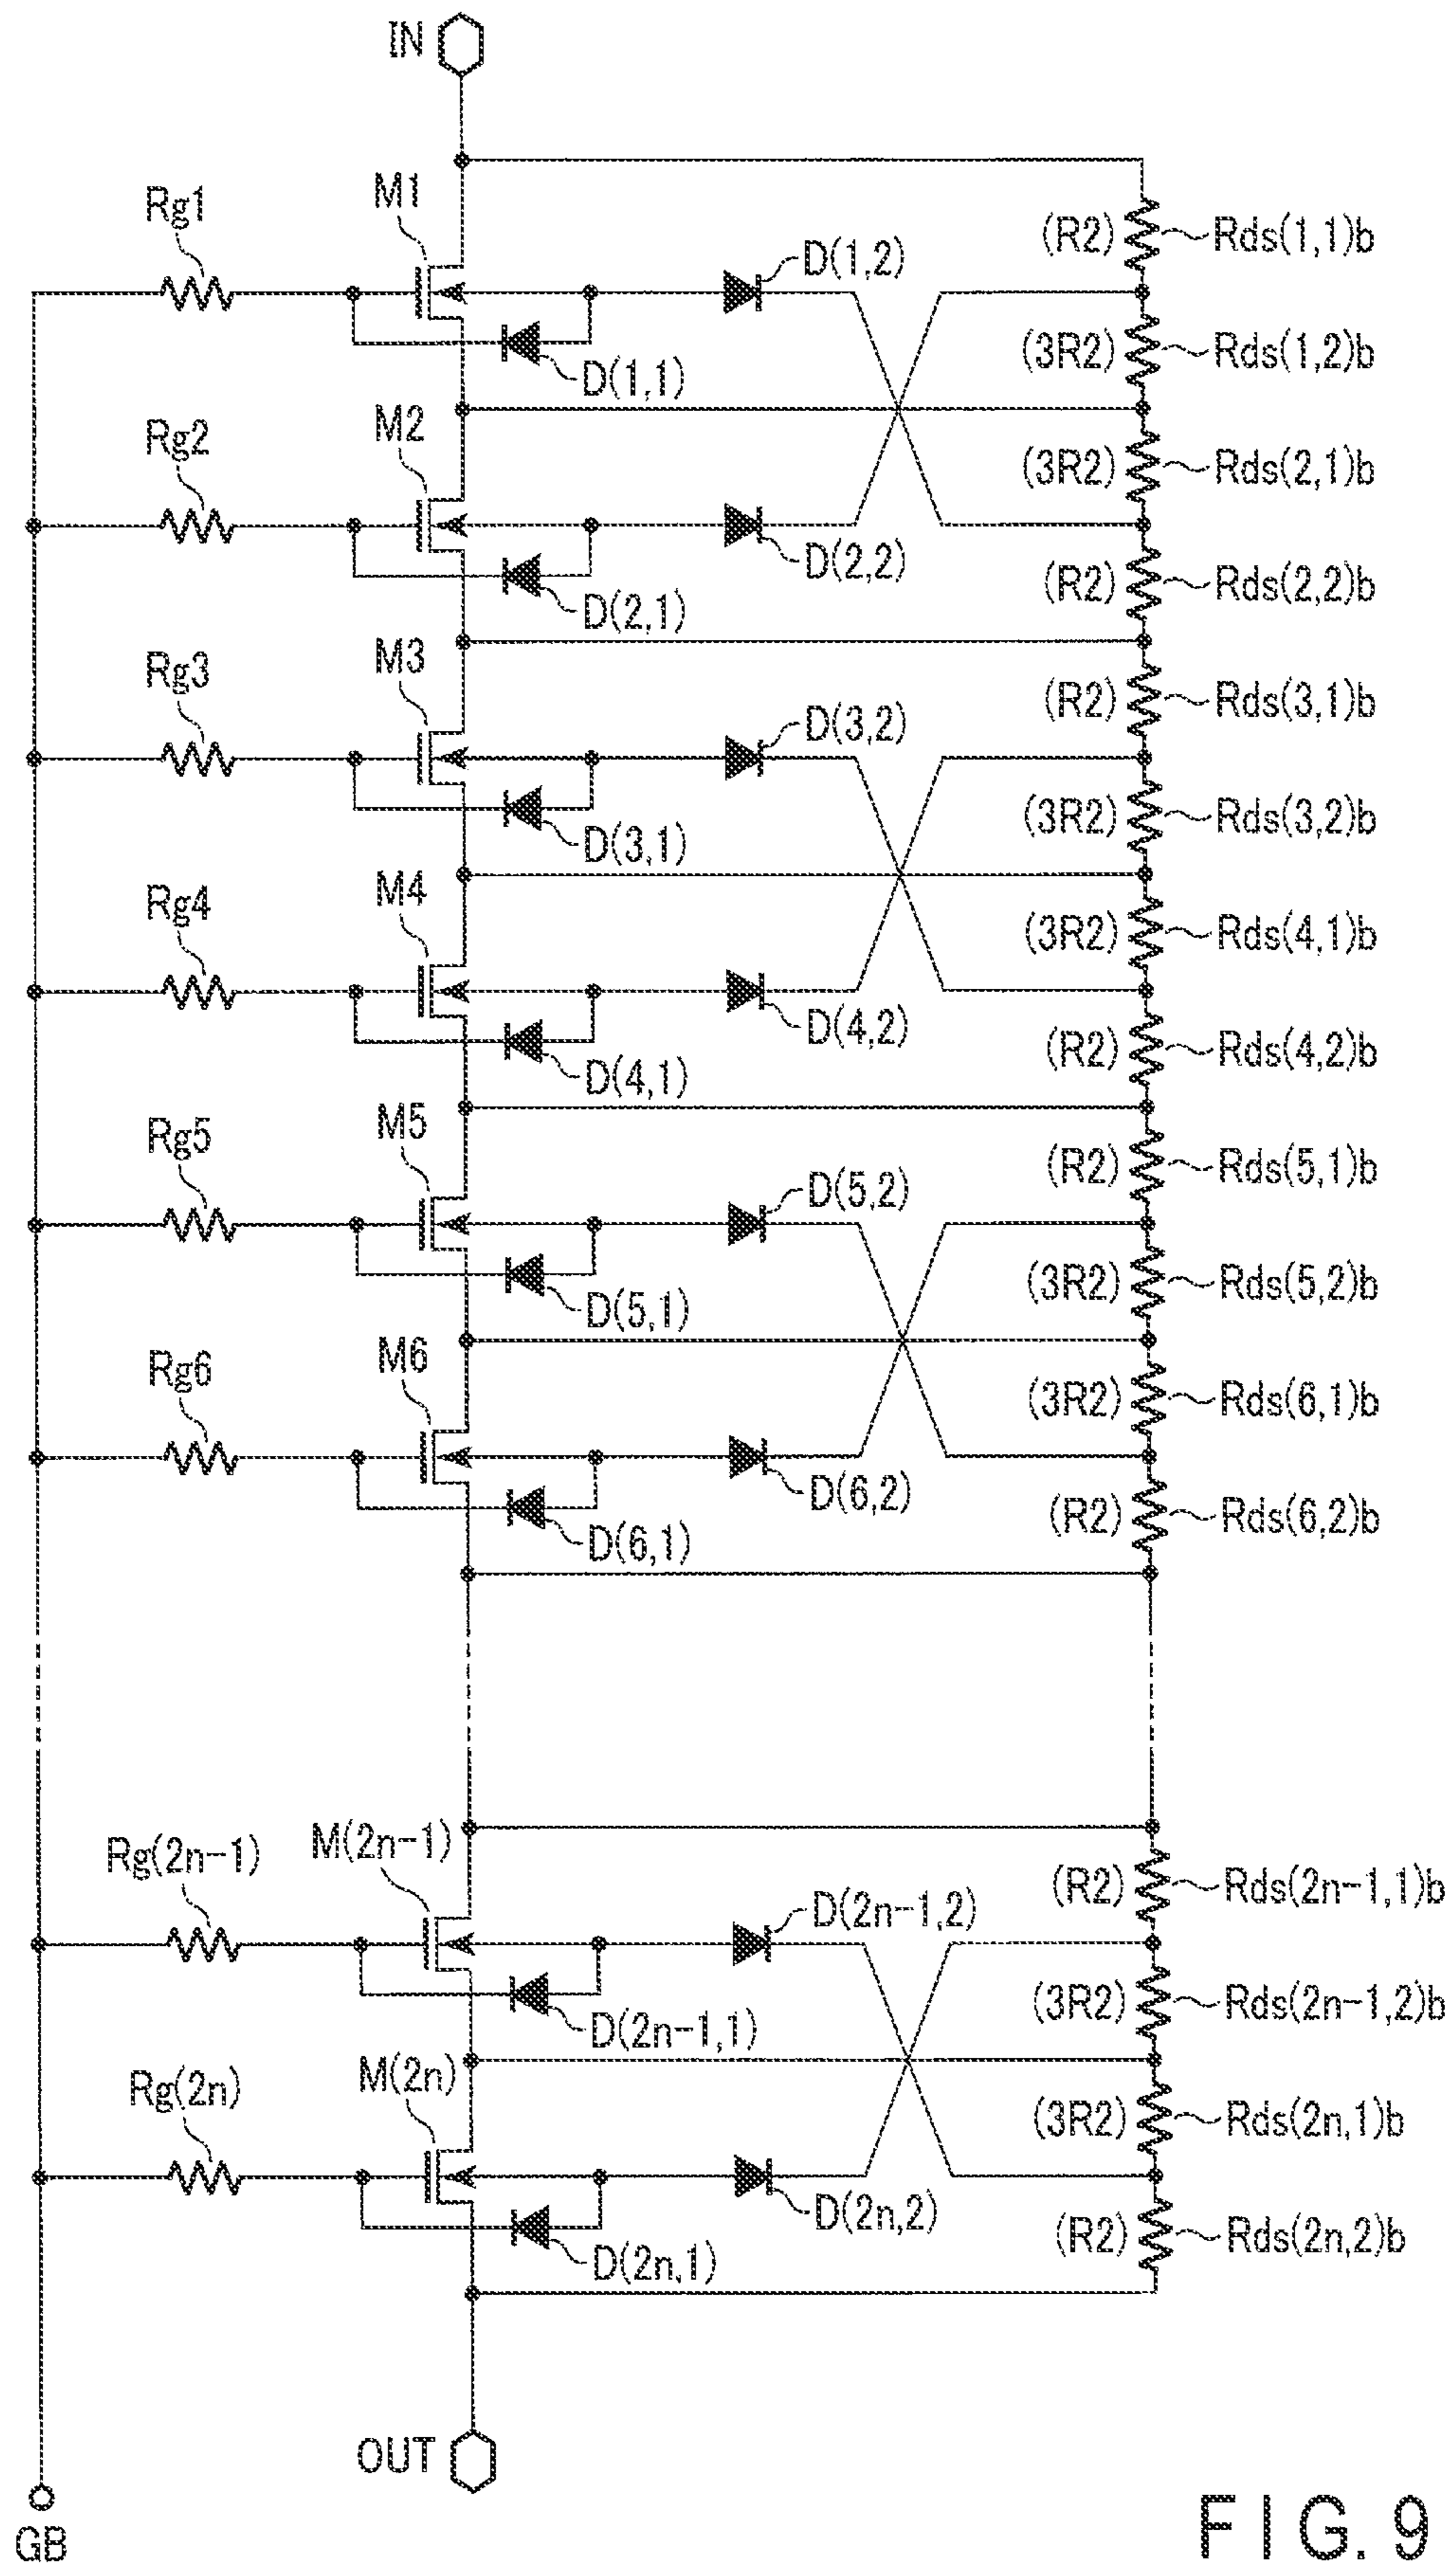 IN
M1
Rg1
D(1,2)
(R2) Rds(1,1)b
D(1,1)
(3R2) Rds(1,2)b
M2
Rg2
(3R2) Rds(2,1)b
D(2,2)
D(2,1)
(R2) Rds(2,2)b
M3
Rg3
D(3,2)
(R2) Rds(3,1)b
D(3,1)
(3R2) Rds(3,2)b
M4
Rg4
(3R2) Rds(4,1)b
D(4,2)
D(4,1)
(R2) Rds(4,2)b
M5
Rg5
D(5,2)
(R2) Rds(5,1)b
D(5,1)
(3R2) Rds(5,2)b
M6
Rg6
(3R2) Rds(6,1)b
D(6,2)
D(6,1)
(R2) Rds(6,2)b
M(2n-1)
Rg(2n-1)
D(2n-1,2)
(R2) Rds(2n-1,1)b
D(2n-1,1)
(3R2) Rds(2n-1,2)b
M(2n)
Rg(2n)
(3R2) Rds(2n,1)b
D(2n,2)
D(2n,1)
(R2) Rds(2n,2)b
OUT
GB
FIG. 9